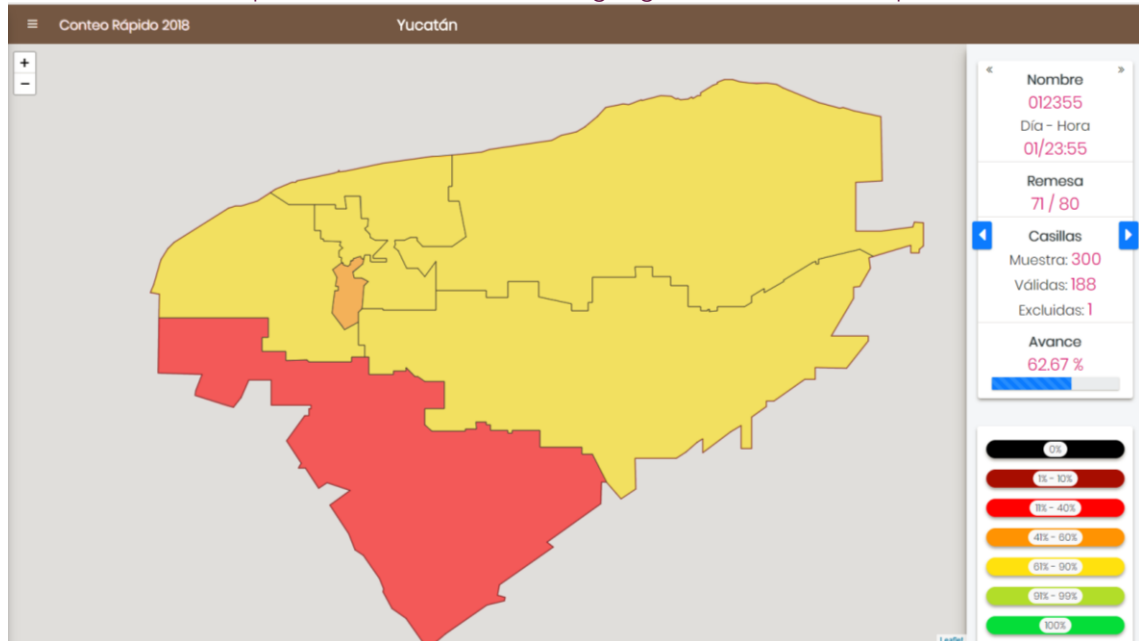 ≡ Conteo Rápido 2018 Yucatán
+
−
« »
Nombre
012355
Día - Hora
01/23:55
Remesa
71 / 80
Casillas
Muestra: 300
Válidas: 188
Excluidas: 1
Avance
62.67 %
0%
1% - 10%
11% - 40%
41% - 60%
61% - 90%
91% - 99%
100%
Leaflet